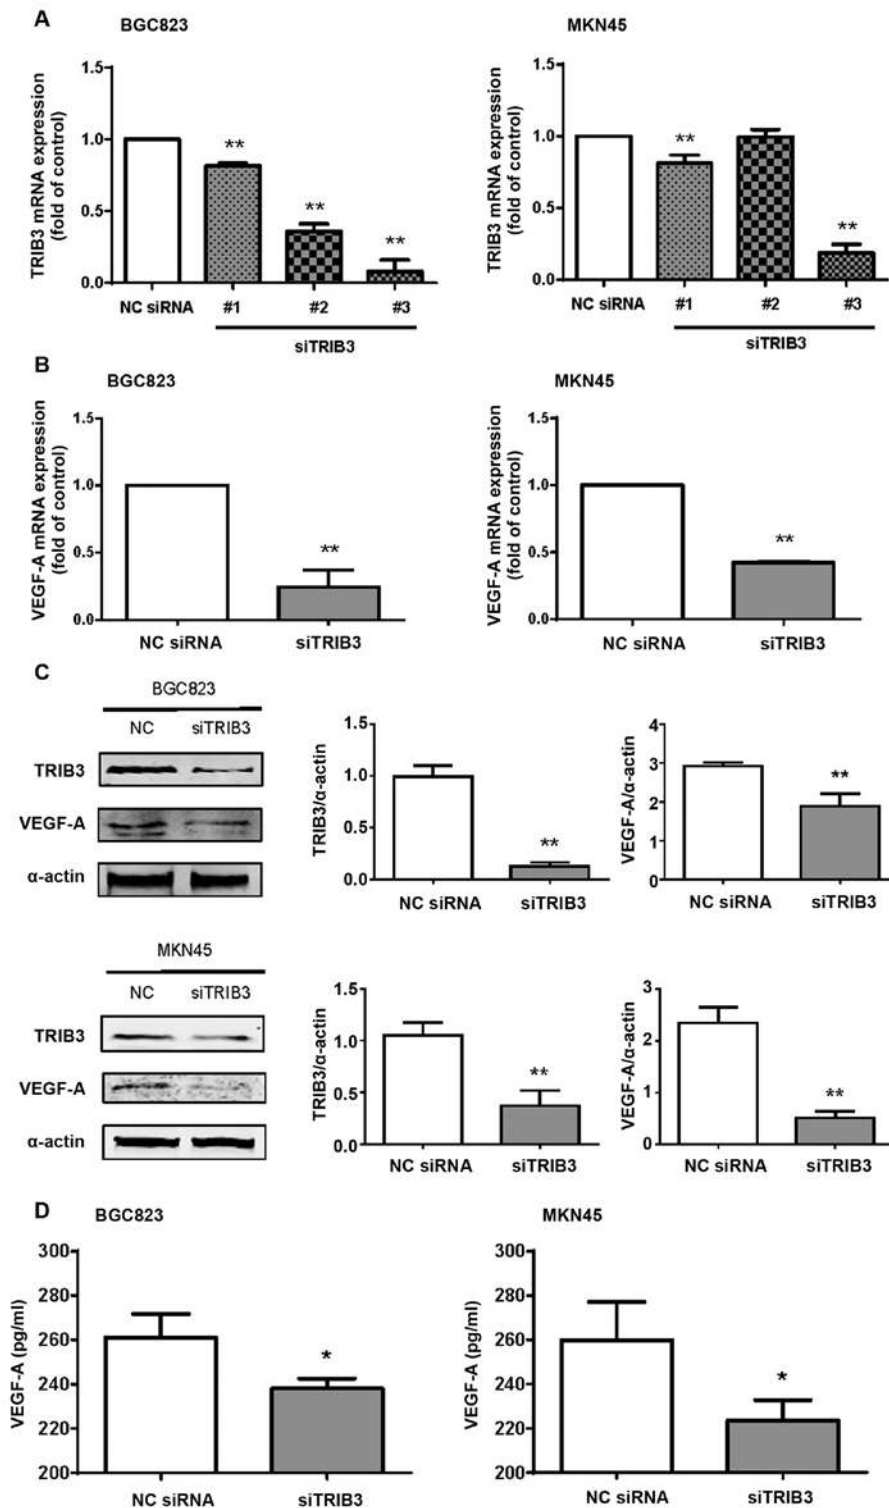 A
BGC823
MKN45
TRIB3 mRNA expression
(fold of control)
1.5
1.0
0.5
0.0
**
**
**
NC siRNA
#1
#2
#3
siTRIB3
TRIB3 mRNA expression
(fold of control)
1.5
1.0
0.5
0.0
**
**
NC siRNA
#1
#2
#3
siTRIB3
B
BGC823
MKN45
VEGF-A mRNA expression
(fold of control)
1.5
1.0
0.5
0.0
**
NC siRNA
siTRIB3
VEGF-A mRNA expression
(fold of control)
1.5
1.0
0.5
0.0
**
NC siRNA
siTRIB3
C
BGC823
NC
siTRIB3
TRIB3
VEGF-A
α-actin
TRIB3/α-actin
1.5
1.0
0.5
0.0
**
NC siRNA
siTRIB3
VEGF-A/α-actin
4
3
2
1
0
**
NC siRNA
siTRIB3
MKN45
NC
siTRIB3
TRIB3
VEGF-A
α-actin
TRIB3/α-actin
1.5
1.0
0.5
0.0
**
NC siRNA
siTRIB3
VEGF-A/α-actin
3
2
1
0
**
NC siRNA
siTRIB3
D
BGC823
MKN45
VEGF-A (pg/ml)
300
280
260
240
220
200
*
NC siRNA
siTRIB3
VEGF-A (pg/ml)
300
280
260
240
220
200
*
NC siRNA
siTRIB3